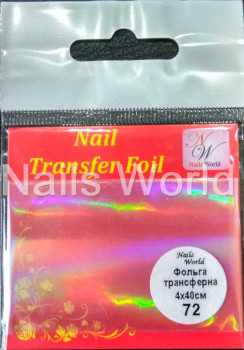 Nail
Transfer Foil
N
W
Nails World
Nails World
Nails
World
Фольга
трансферна
4х40см
72